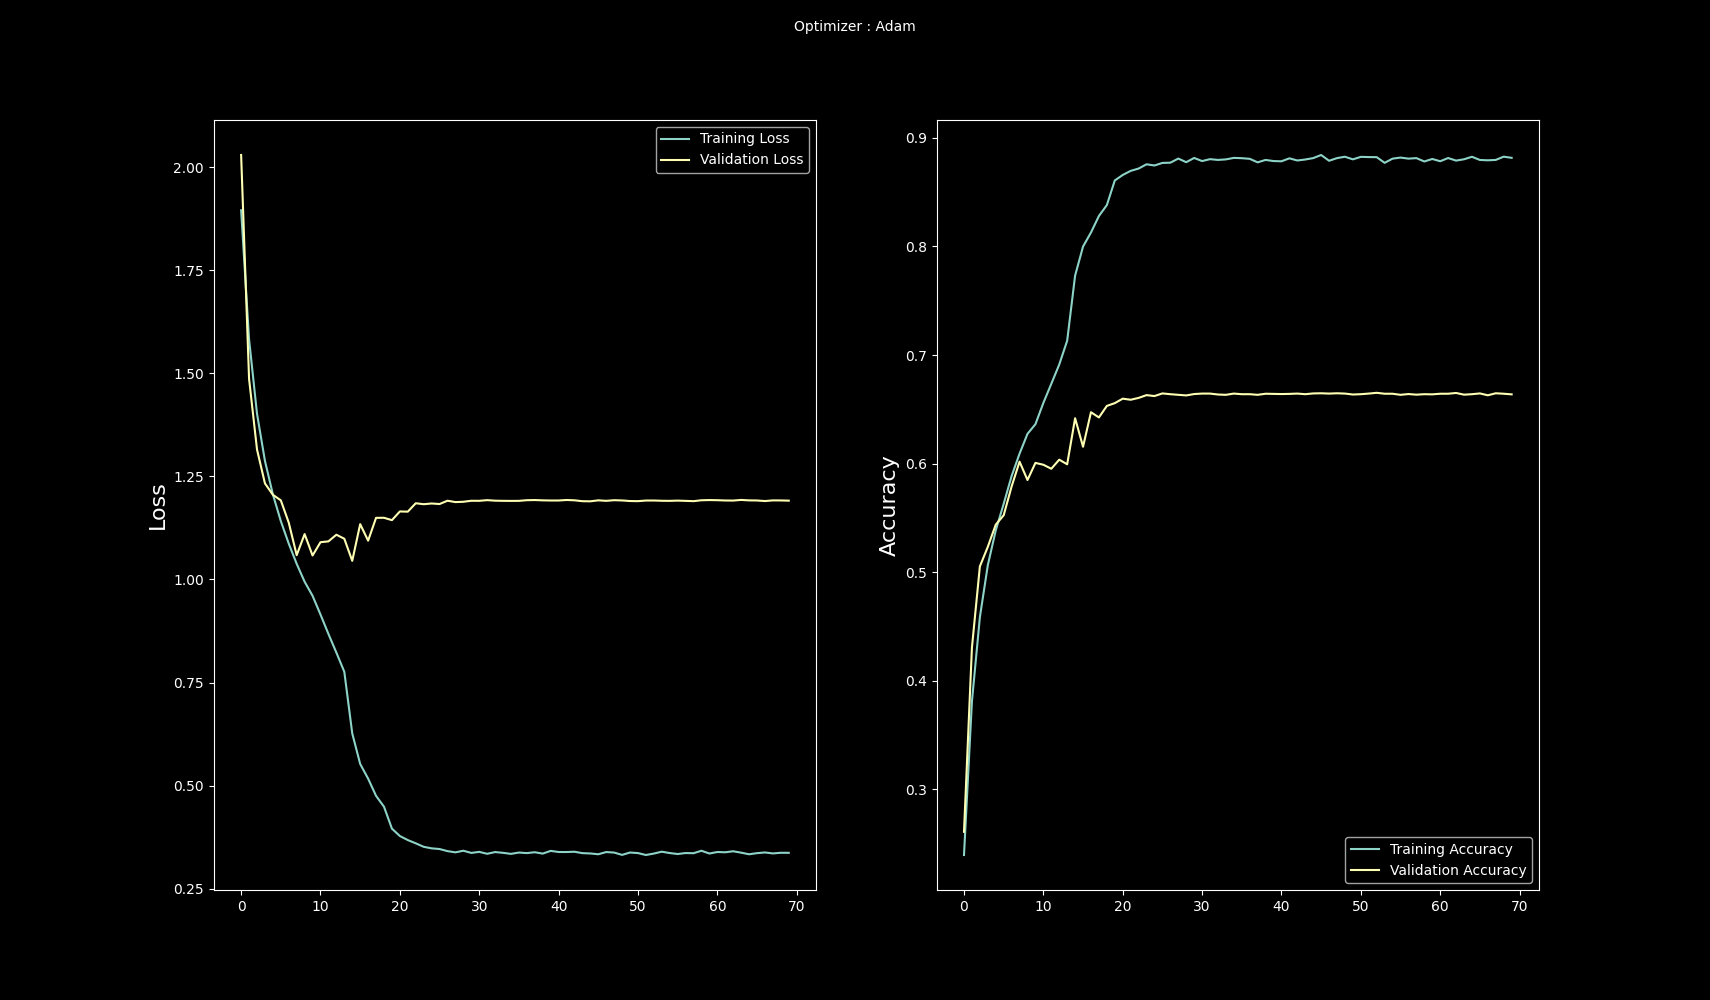 Optimizer : Adam
Loss
2.00
1.75
1.50
1.25
1.00
0.75
0.50
0.25
0 10 20 30 40 50 60 70
Training Loss
Validation Loss
Accuracy
0.9
0.8
0.7
0.6
0.5
0.4
0.3
0 10 20 30 40 50 60 70
Training Accuracy
Validation Accuracy